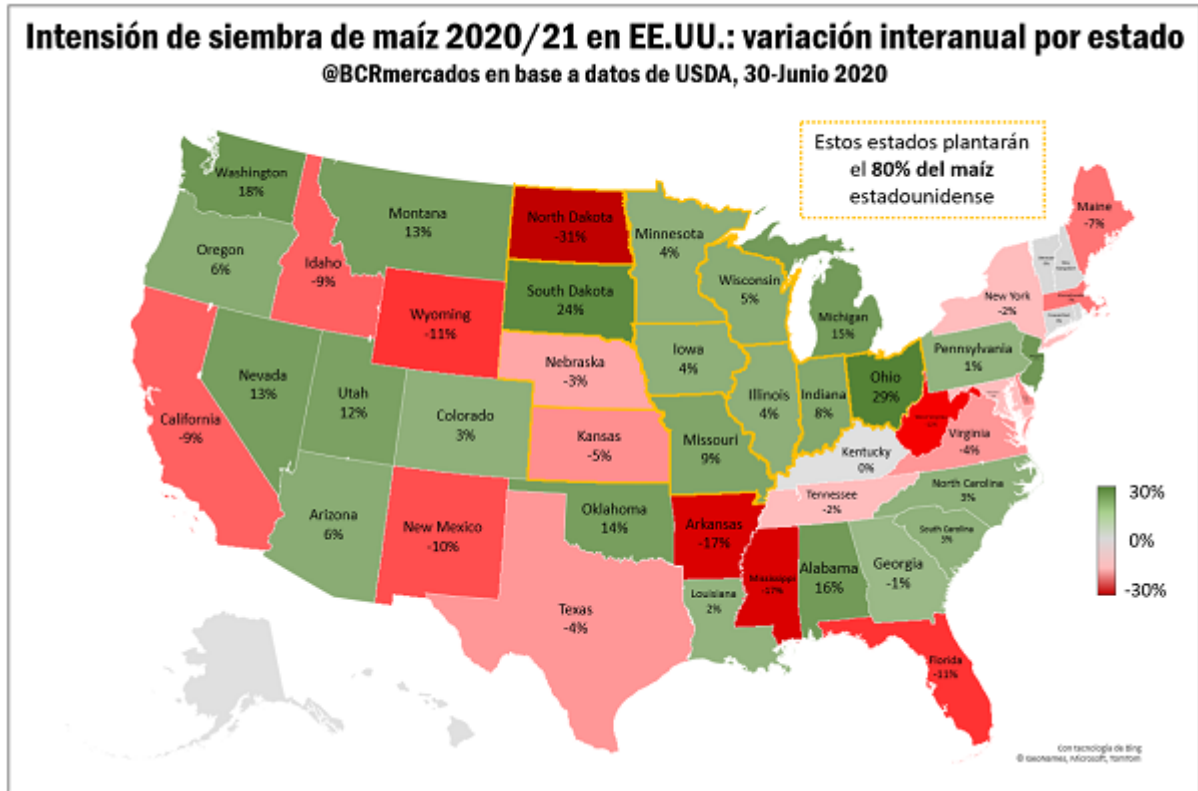 Intensión de siembra de maíz 2020/21 en EE.UU.: variación interanual por estado
@BCRmercados en base a datos de USDA, 30-Junio 2020
Estos estados plantarán
el 80% del maíz
estadounidense
Washington
18%
Montana
13%
North Dakota
-31%
Minnesota
4%
Maine
-7%
Oregon
6%
Idaho
-9%
Wisconsin
5%
South Dakota
24%
Wyoming
-11%
Michigan
15%
New York
-2%
Iowa
4%
Nebraska
-3%
Pennsylvania
1%
Nevada
13%
Utah
12%
Illinois
4%
Indiana
8%
Ohio
29%
California
-9%
Colorado
3%
Kansas
-5%
Missouri
9%
Virginia
-4%
Kentucky
0%
North Carolina
3%
Tennessee
-2%
Arizona
6%
New Mexico
-10%
Oklahoma
14%
Arkansas
-17%
South Carolina
Mississippi
-17%
Alabama
16%
Georgia
-1%
Louisiana
2%
Texas
-4%
Florida
-11%
30%
0%
-30%
Con tecnología de Bing
© GeoNames, Microsoft, TomTom